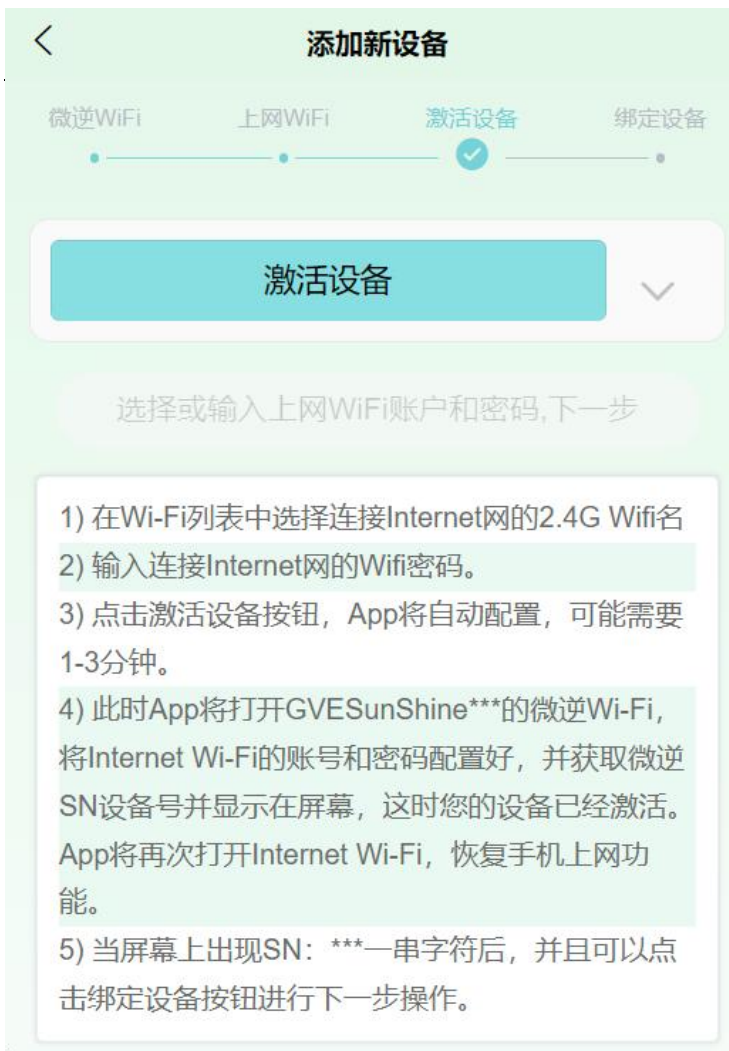 添加新设备
微逆WiFi 上网WiFi 激活设备 绑定设备
激活设备
选择或输入上网WiFi账户和密码,下一步
1) 在Wi-Fi列表中选择连接Internet网的2.4G Wifi名
2) 输入连接Internet网的Wifi密码。
3) 点击激活设备按钮，App将自动配置，可能需要
1-3分钟。
4) 此时App将打开GVESunShine***的微逆Wi-Fi，
将Internet Wi-Fi的账号和密码配置好，并获取微逆
SN设备号并显示在屏幕，这时您的设备已经激活。
App将再次打开Internet Wi-Fi，恢复手机上网功
能。
5) 当屏幕上出现SN：***一串字符后，并且可以点
击绑定设备按钮进行下一步操作。